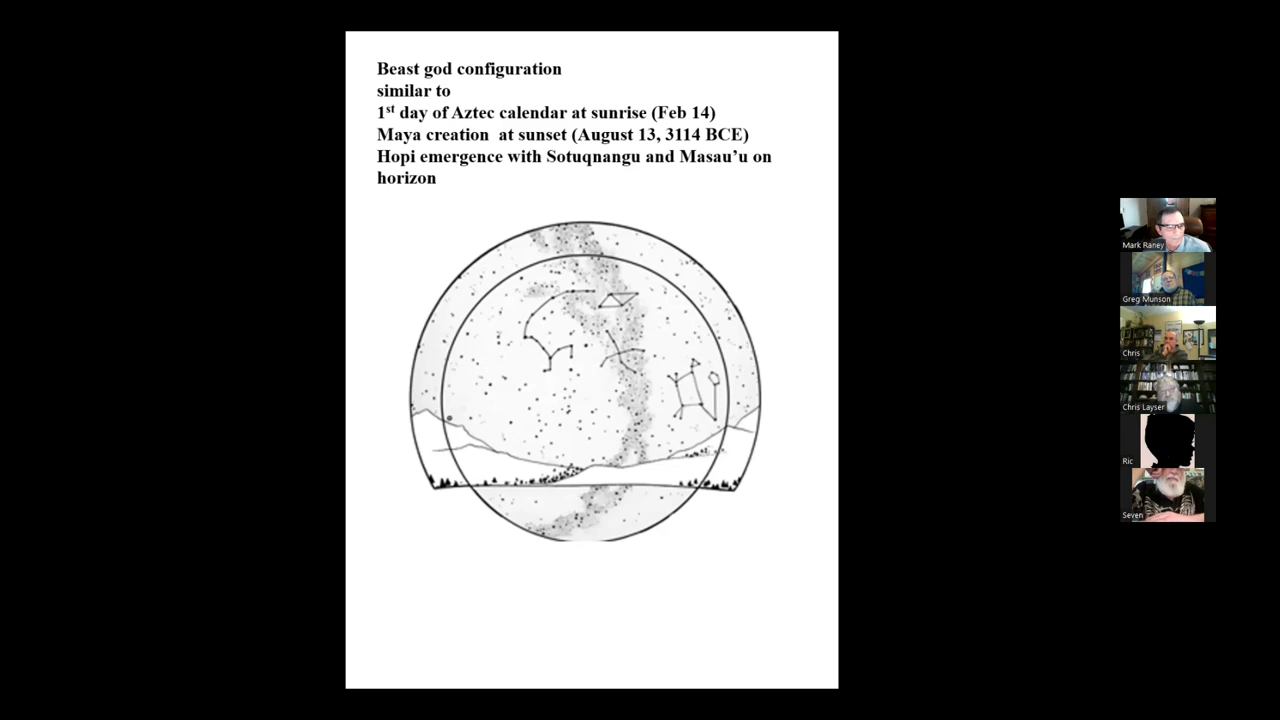 Beast god configuration
similar to
1st day of Aztec calendar at sunrise (Feb 14)
Maya creation at sunset (August 13, 3114 BCE)
Hopi emergence with Sotuqnangu and Masau’u on
horizon
Mark Raney
Greg Munson
Chris
Chris Layser
Ric
Seven